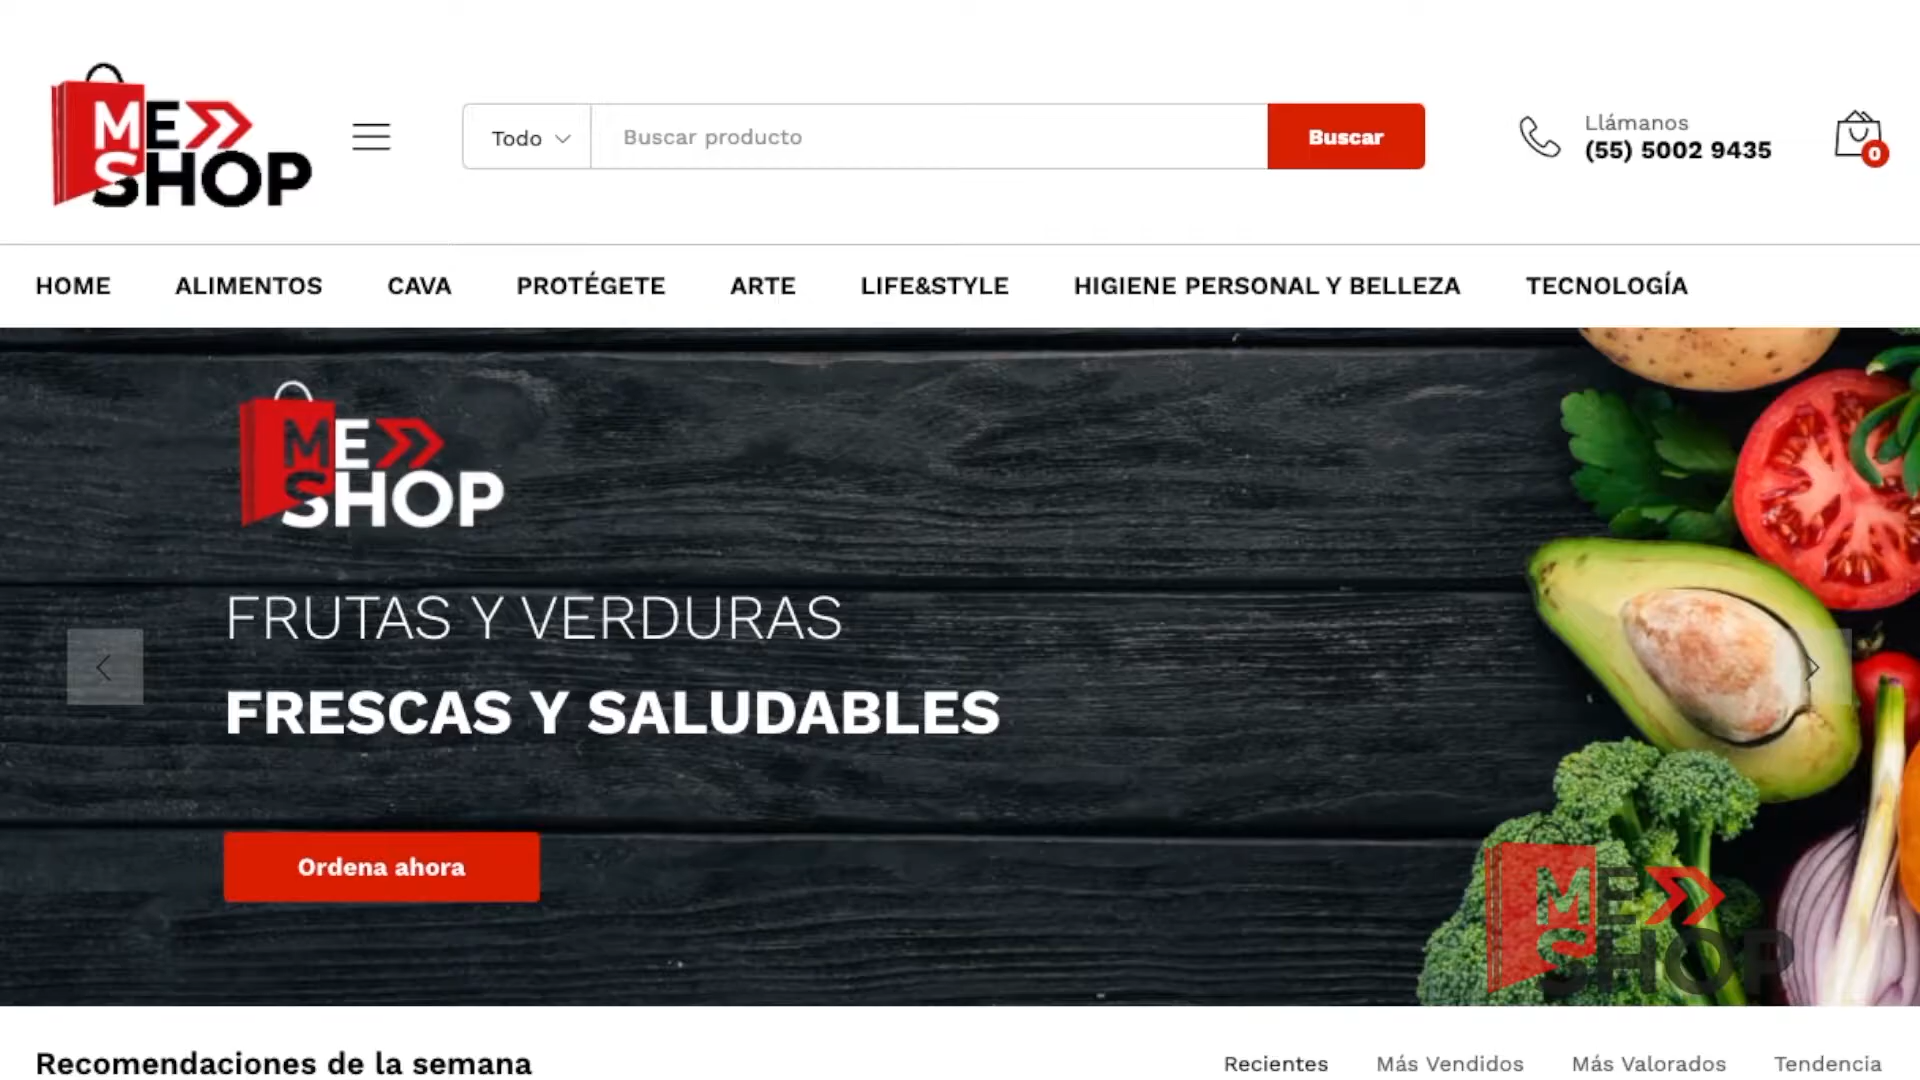 ME
SHOP
Todo
Buscar producto
Buscar
Llámanos
(55) 5002 9435
0
HOME
ALIMENTOS
CAVA
PROTÉGETE
ARTE
LIFE&STYLE
HIGIENE PERSONAL Y BELLEZA
TECNOLOGÍA
ME
SHOP
FRUTAS Y VERDURAS
FRESCAS Y SALUDABLES
Ordena ahora
ME
SHOP
Recomendaciones de la semana
Recientes
Más Vendidos
Más Valorados
Tendencia